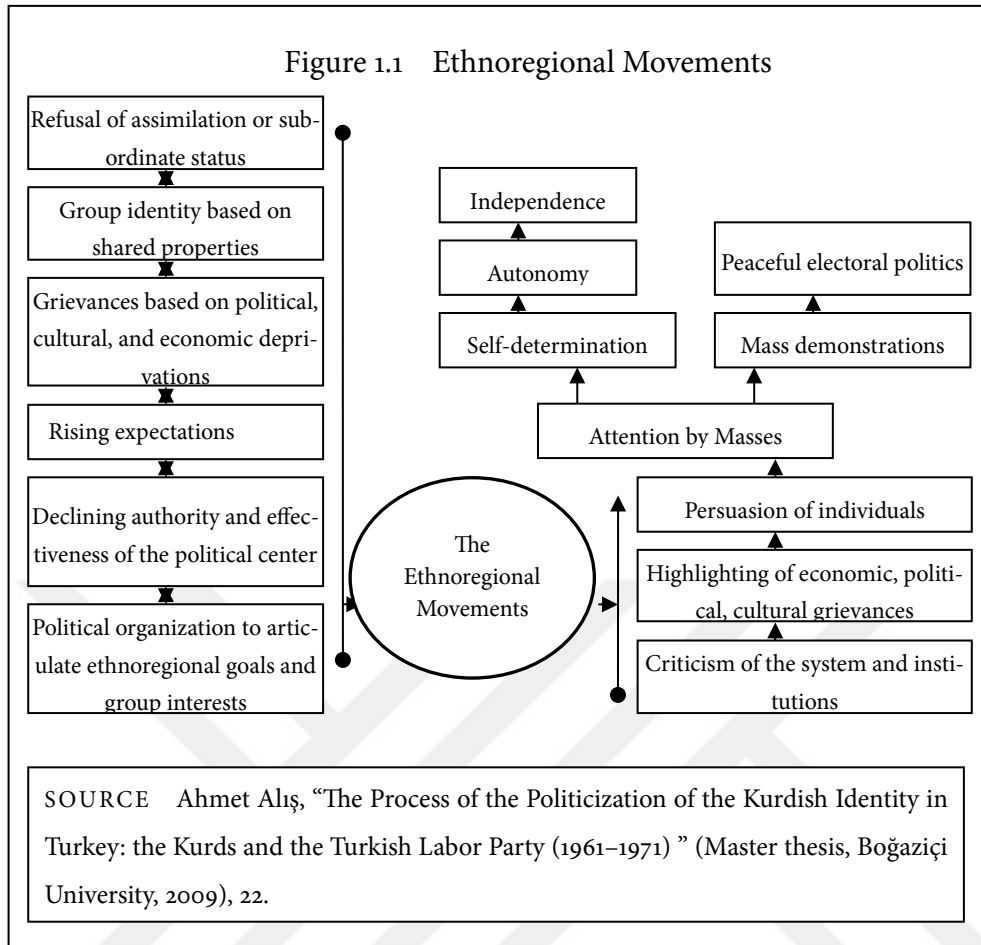 Figure 1.1 Ethnoregional Movements
Refusal of assimilation or sub-
ordinate status
Group identity based on
shared properties
Grievances based on political,
cultural, and economic depri-
vations
Rising expectations
Declining authority and effec-
tiveness of the political center
Political organization to artic-
ulate ethnoregional goals and
group interests
The
Ethnoregional
Movements
Independence
Autonomy
Self-determination
Peaceful electoral politics
Mass demonstrations
Attention by Masses
Persuasion of individuals
Highlighting of economic, politi-
cal, cultural grievances
Criticism of the system and insti-
tutions
SOURCE Ahmet Alış, “The Process of the Politicization of the Kurdish Identity in
Turkey: the Kurds and the Turkish Labor Party (1961–1971) ” (Master thesis, Boğaziçi
University, 2009), 22.